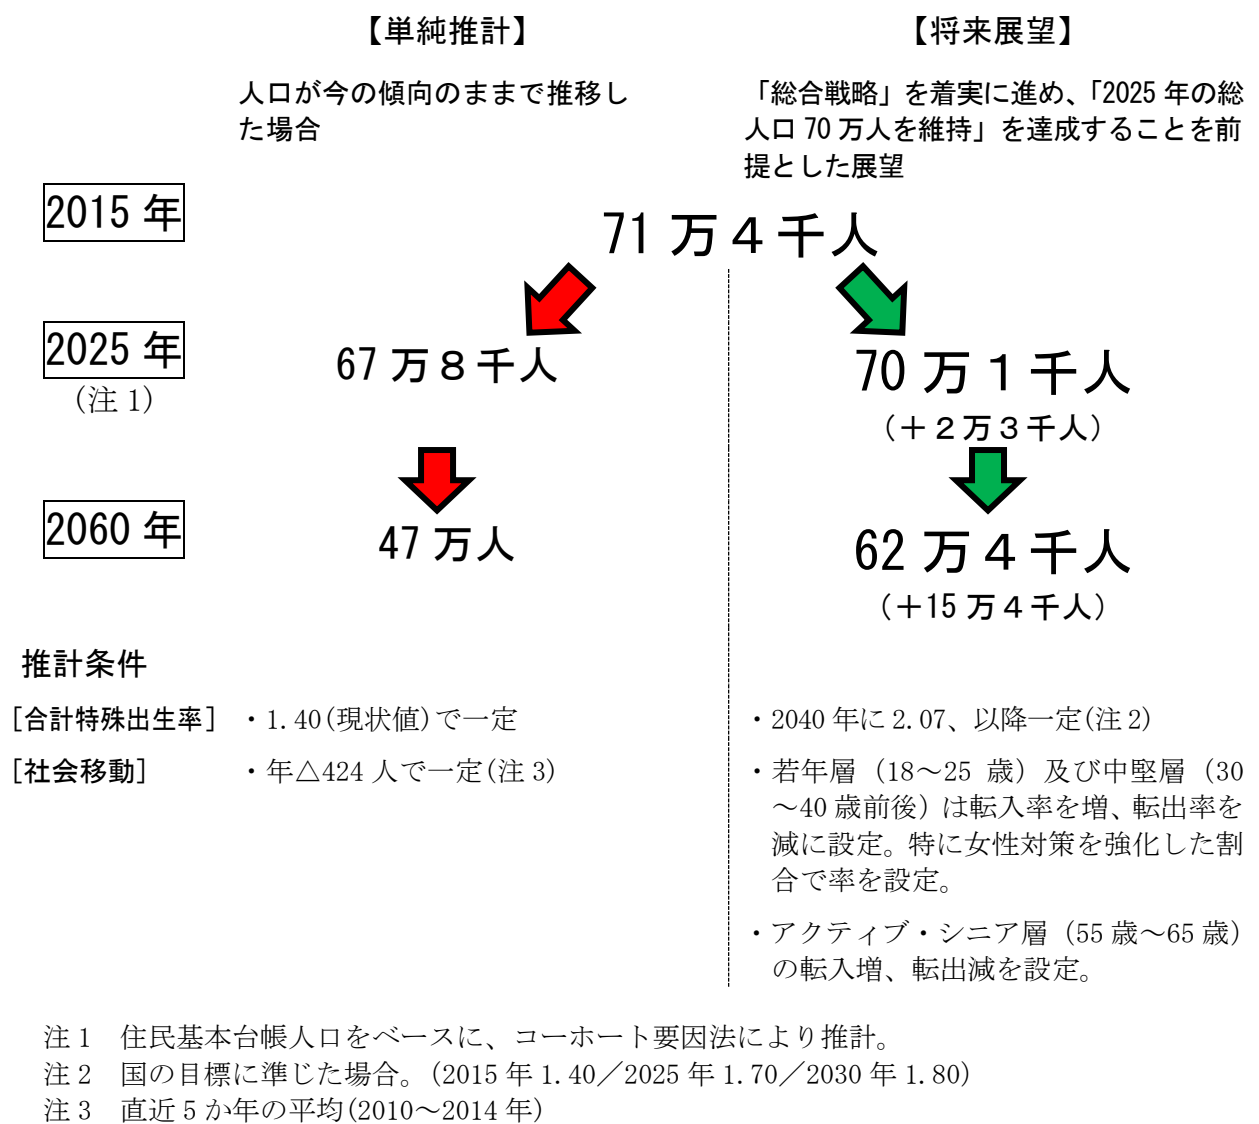 【単純推計】
【将来展望】
人口が今の傾向のままで推移し
た場合
「総合戦略」を着実に進め、「2025 年の総
人口 70 万人を維持」を達成することを前
提とした展望
2015 年
71 万４千人
2025 年
(注 1)
67 万８千人
70 万１千人
（＋２万３千人）
2060 年
47 万人
62 万４千人
（＋15 万４千人）
推計条件
［合計特殊出生率］
・1.40(現状値)で一定
・2040 年に 2.07、以降一定(注 2)
［社会移動］
・年△424 人で一定(注 3)
・若年層（18～25 歳）及び中堅層（30
～40 歳前後）は転入率を増、転出率を
減に設定。特に女性対策を強化した割
合で率を設定。
・アクティブ・シニア層（55 歳～65 歳）
の転入増、転出減を設定。
注１　住民基本台帳人口をベースに、コーホート要因法により推計。
注２　国の目標に準じた場合。(2015 年 1.40／2025 年 1.70／2030 年 1.80)
注３　直近５か年の平均(2010～2014 年)